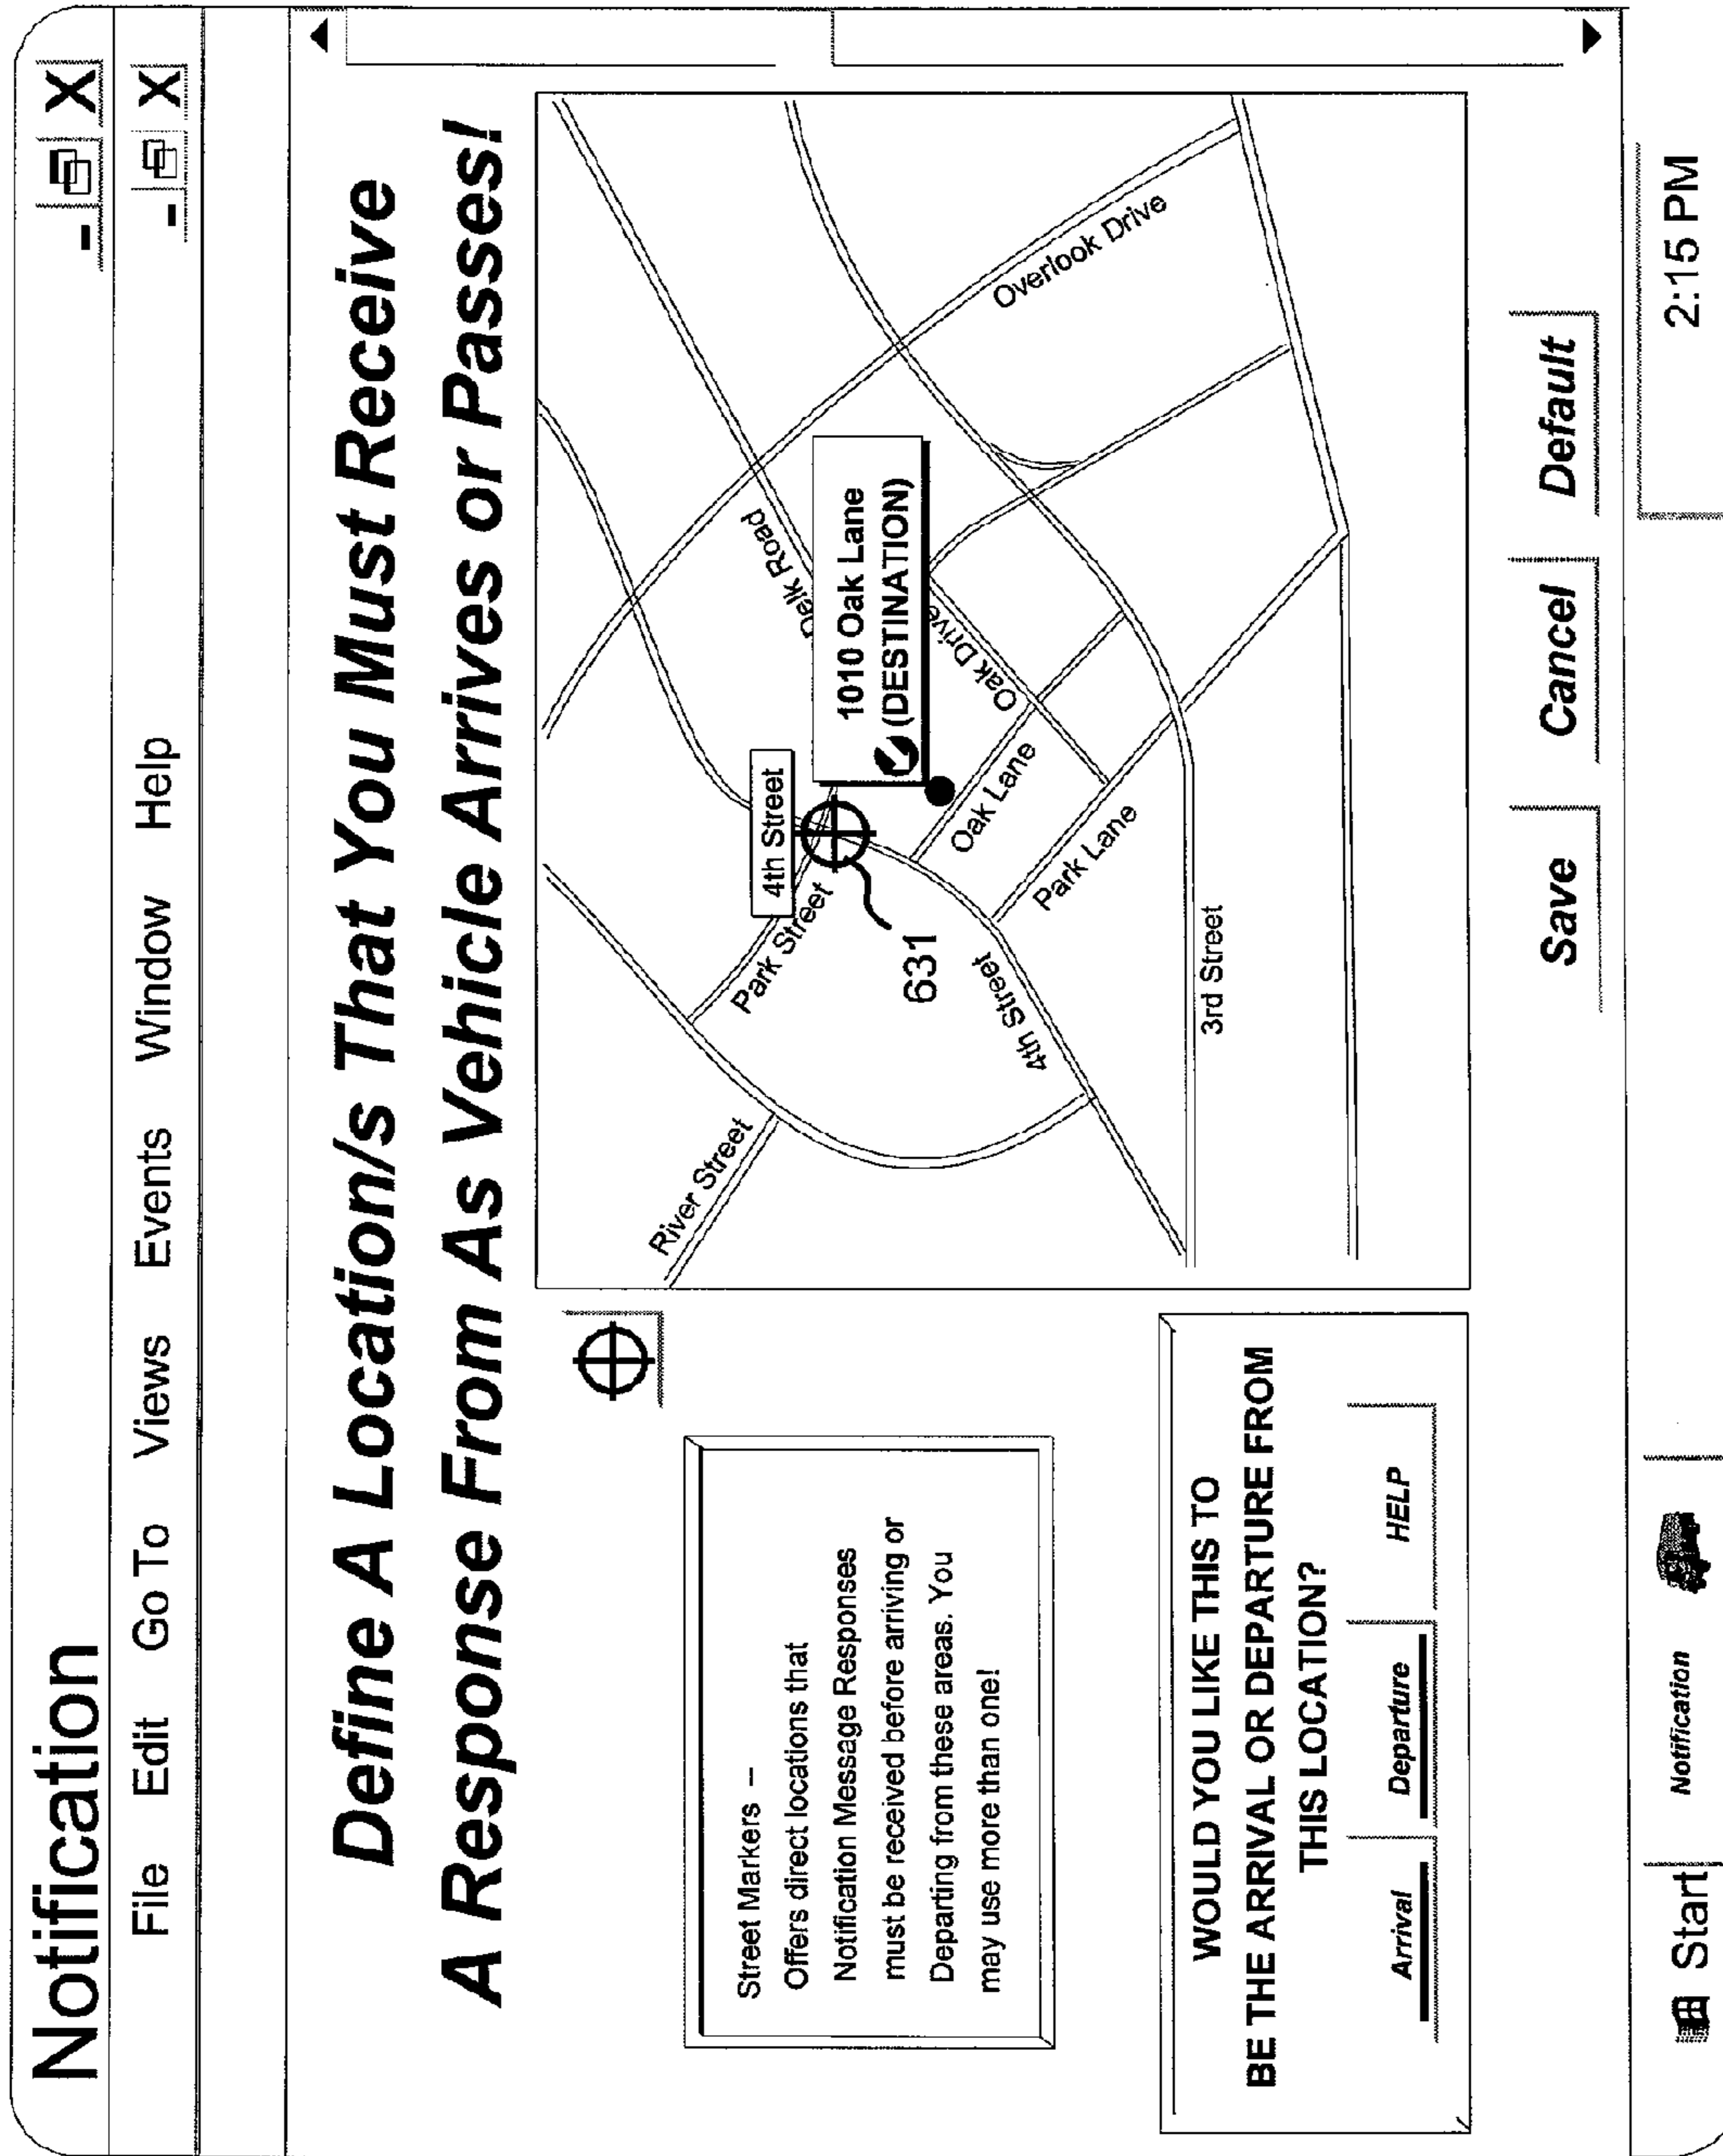 Notification
_ X
File Edit Go To Views Events Window Help
_ X
Define A Location/s That You Must Receive
A Response From As Vehicle Arrives or Passes!
Street Markers –
Offers direct locations that
Notification Message Responses
must be received before arriving or
Departing from these areas. You
may use more than one!
WOULD YOU LIKE THIS TO
BE THE ARRIVAL OR DEPARTURE FROM
THIS LOCATION?
Arrival Departure HELP
River Street
Park Street
4th Street
631
Road
1010 Oak Lane
(DESTINATION)
Oak Drive
Oak Lane
Park Lane
4th Street
3rd Street
Overlook Drive
Save Cancel Default
Start Notification 2:15 PM